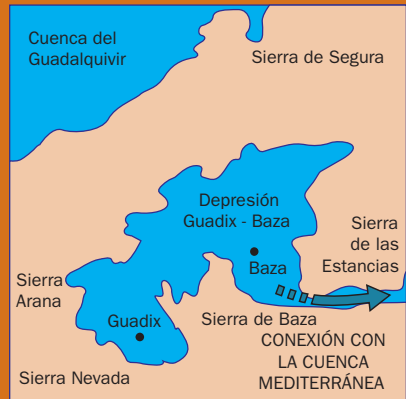 Cuenca del
Guadalquivir
Sierra de Segura
Depresión
Guadix - Baza
Sierra
de las
Estancias
Baza
Sierra
Arana
Guadix
Sierra de Baza
CONEXIÓN CON
LA CUENCA
MEDITERRÁNEA
Sierra Nevada